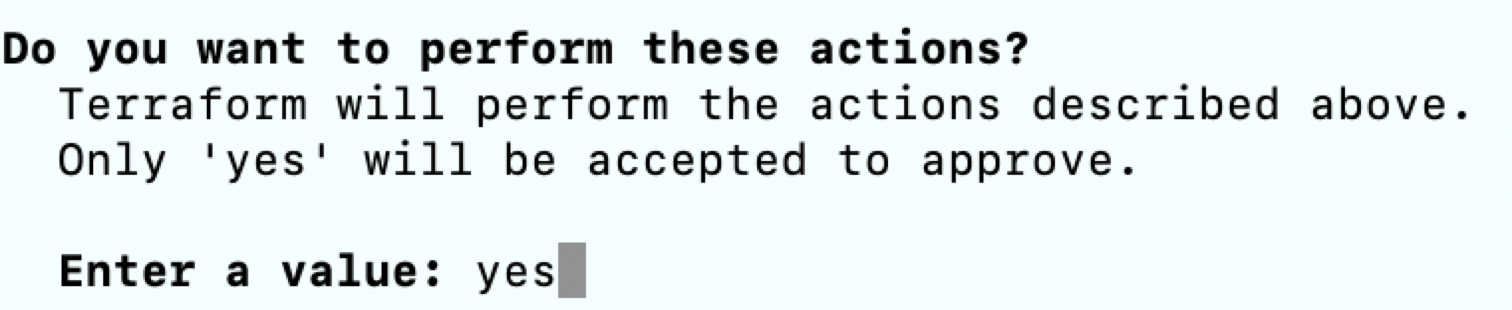 Do you want to perform these actions?
Terraform will perform the actions described above.
Only 'yes' will be accepted to approve.
Enter a value: yes